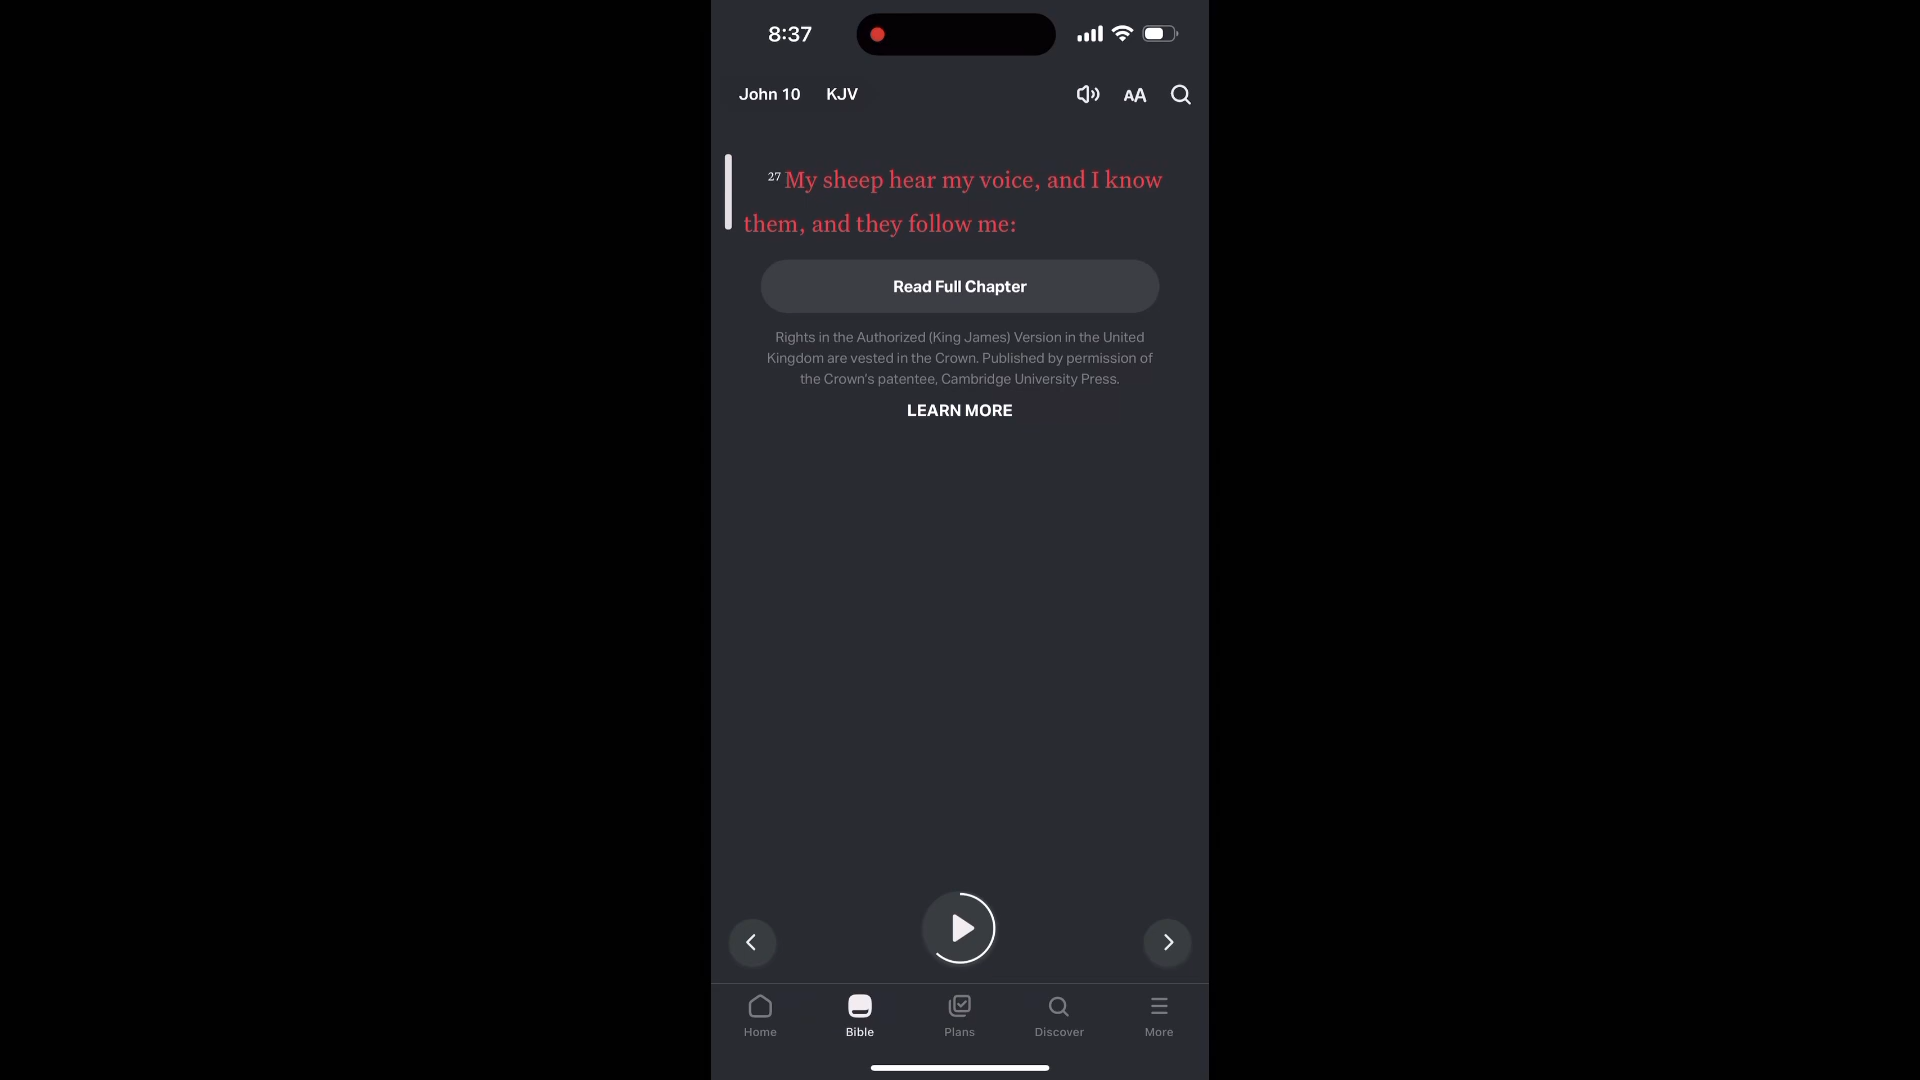 8:37
John 10 KJV AA
27 My sheep hear my voice, and I know
them, and they follow me:
Read Full Chapter
Rights in the Authorized (King James) Version in the United
Kingdom are vested in the Crown. Published by permission of
the Crown's patentee, Cambridge University Press.
LEARN MORE
Home Bible Plans Discover More